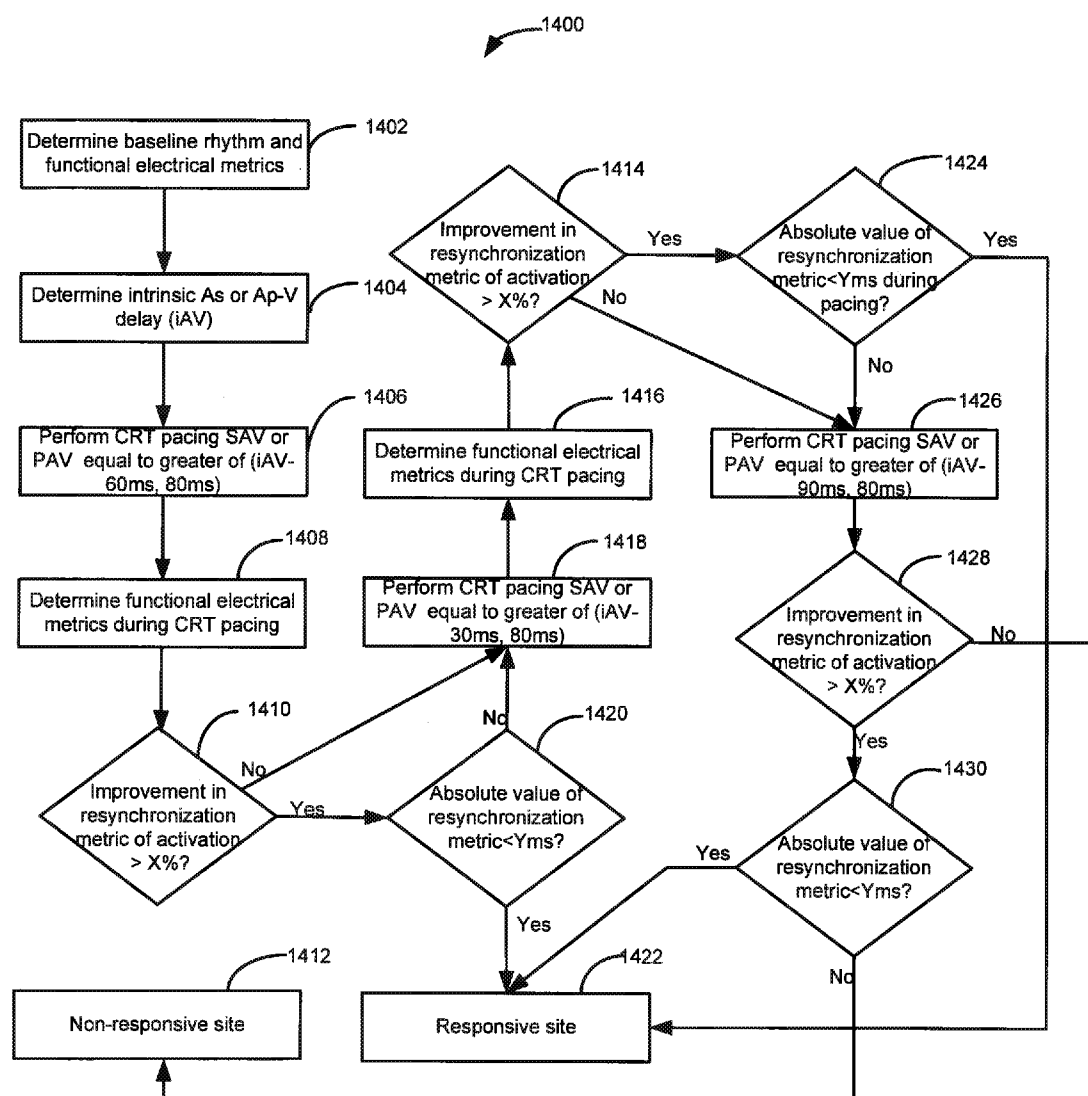 1400
Determine baseline rhythm and
functional electrical metrics
1402
Determine intrinsic As or Ap-V
delay (iAV)
1404
Perform CRT pacing SAV or
PAV equal to greater of (iAV-
60ms, 80ms)
1406
Determine functional electrical
metrics during CRT pacing
1408
Improvement in
resynchronization
metric of activation
> X%?
1410
No
Yes
Non-responsive site
1412
Improvement in
resynchronization
metric of activation
> X%?
1414
Yes
No
Determine functional electrical
metrics during CRT pacing
1416
Perform CRT pacing SAV or
PAV equal to greater of (iAV-
30ms, 80ms)
1418
No
Absolute value of
resynchronization
metric<Yms?
1420
Yes
Responsive site
1422
Absolute value of
resynchronization
metric<Yms during
pacing?
1424
Yes
No
Perform CRT pacing SAV or
PAV equal to greater of (iAV-
90ms, 80ms)
1426
Improvement in
resynchronization
metric of activation
> X%?
1428
No
Yes
Absolute value of
resynchronization
metric<Yms?
1430
Yes
No